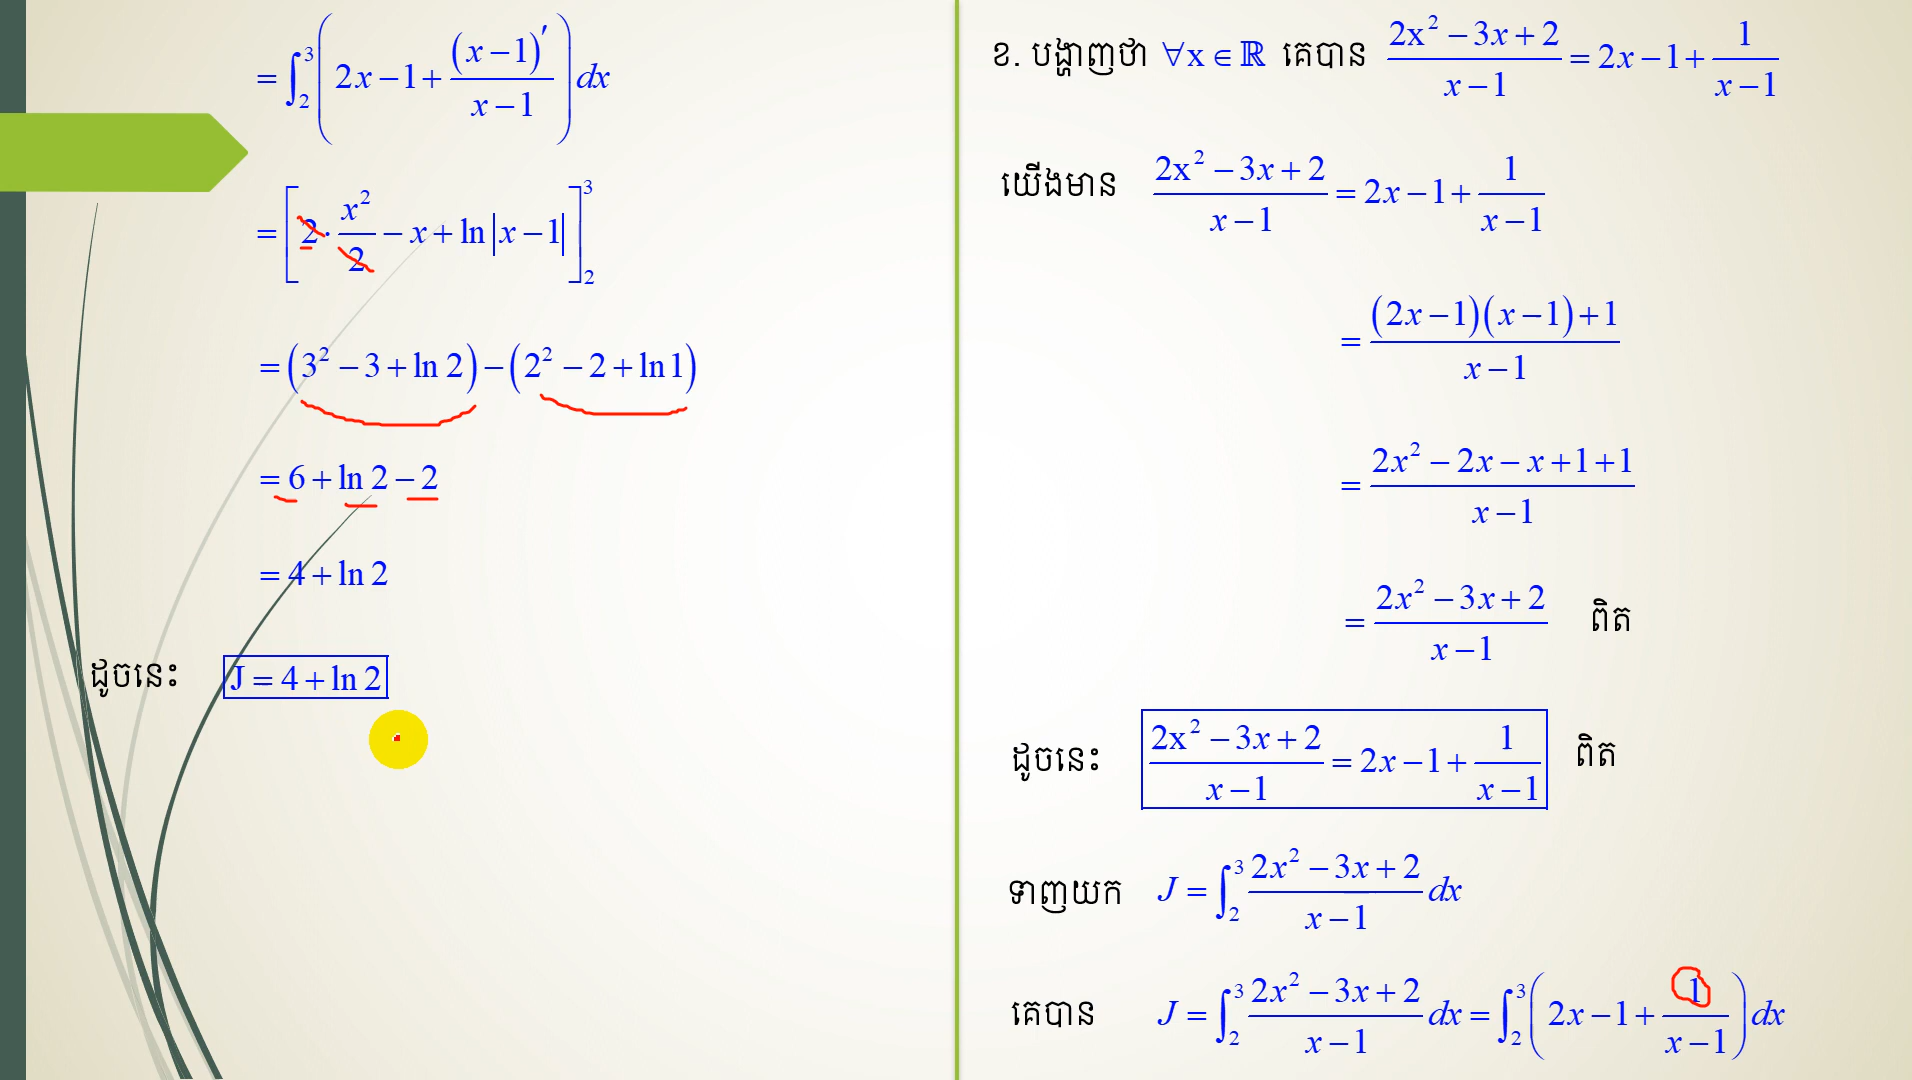 ខ. បង្ហាញថា ∀x ∈ ℝ គេបាន (2x² − 3x + 2)/(x − 1) = 2x − 1 + 1/(x − 1)
យើងមាន (2x² − 3x + 2)/(x − 1) = 2x − 1 + 1/(x − 1)
= ((2x − 1)(x − 1) + 1)/(x − 1)
= (2x² − 2x − x + 1 + 1)/(x − 1)
= (2x² − 3x + 2)/(x − 1) ពិត
ដូចនេះ (2x² − 3x + 2)/(x − 1) = 2x − 1 + 1/(x − 1) ពិត
ទាញយក J = ∫₂³ (2x² − 3x + 2)/(x − 1) dx
គេបាន J = ∫₂³ (2x² − 3x + 2)/(x − 1) dx = ∫₂³ (2x − 1 + 1/(x − 1)) dx
= ∫₂³ (2x − 1 + (x − 1)′/(x − 1)) dx
= [2 · x²/2 − x + ln|x − 1|]₂³
= (3² − 3 + ln 2) − (2² − 2 + ln 1)
= 6 + ln 2 − 2
= 4 + ln 2
ដូចនេះ J = 4 + ln 2